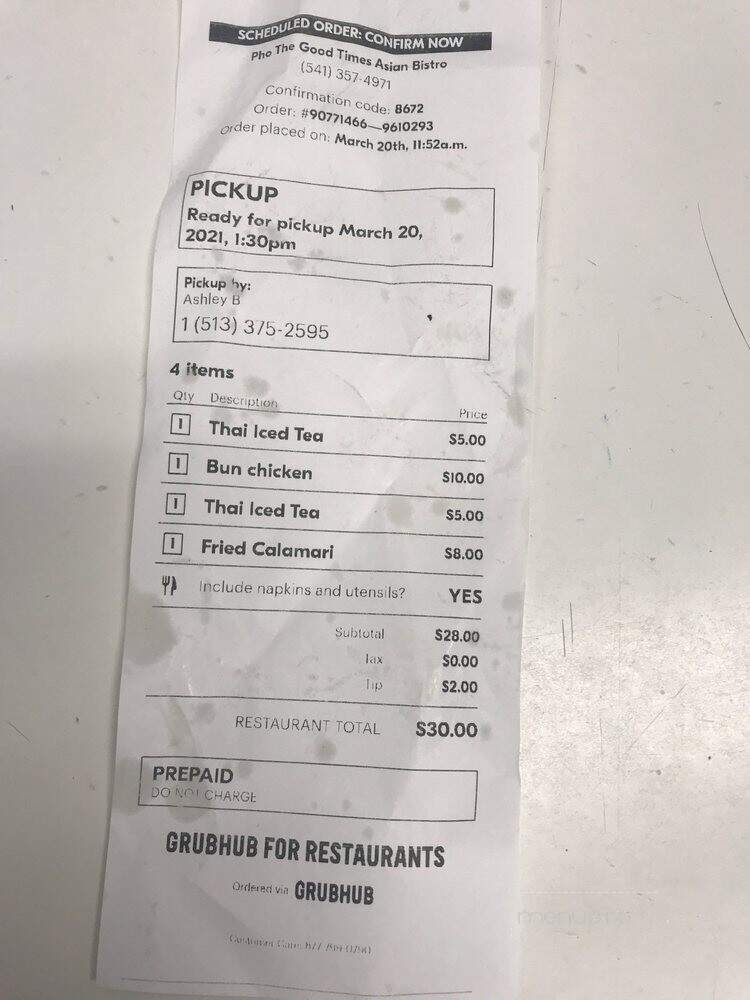 SCHEDULED ORDER: CONFIRM NOW
Pho The Good Times Asian Bistro
(541) 357-4971
Confirmation code: 8672
Order: #90771466—9610293
Order placed on: March 20th, 11:52a.m.
PICKUP
Ready for pickup March 20,
2021, 1:30pm
Pickup by:
Ashley B
1 (513) 375-2595
4 items
Qty Description Price
1 Thai Iced Tea $5.00
1 Bun chicken $10.00
1 Thai Iced Tea $5.00
1 Fried Calamari $8.00
Include napkins and utensils? YES
Subtotal $28.00
Tax $0.00
Tip $2.00
RESTAURANT TOTAL $30.00
PREPAID
DO NOT CHARGE
GRUBHUB FOR RESTAURANTS
Ordered via GRUBHUB
Customer Care: 877